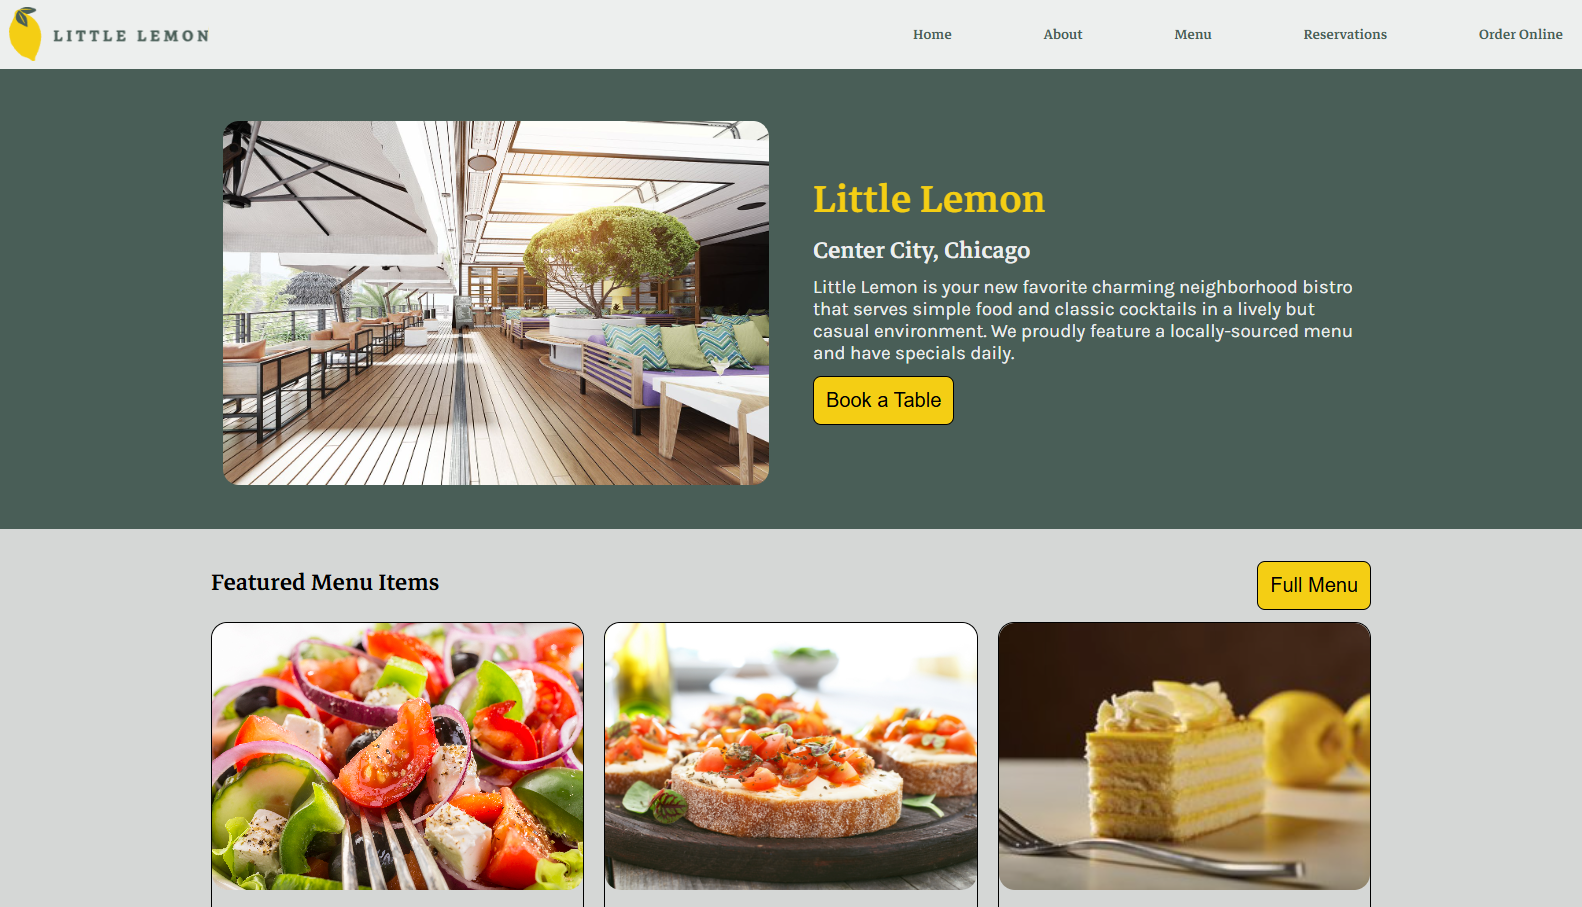 LITTLE LEMON
Home
About
Menu
Reservations
Order Online
Little Lemon
Center City, Chicago
Little Lemon is your new favorite charming neighborhood bistro
that serves simple food and classic cocktails in a lively but
casual environment. We proudly feature a locally-sourced menu
and have specials daily.
Book a Table
Featured Menu Items
Full Menu